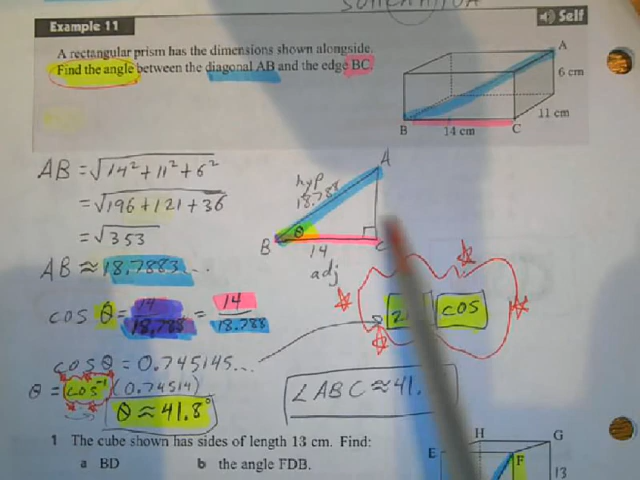 Example 11
Self
A rectangular prism has the dimensions shown alongside.
Find the angle between the diagonal AB and the edge BC.
A
6 cm
11 cm
B
14 cm
C
AB = √14² + 11² + 6²
= √196 + 121 + 36
= √353
AB ≈ 18.7883...
A
hyp
18.788
B
θ
C
14
adj
cos θ = 14/18.788 = 14/18.788
cos
cosθ = 0.745145...
θ = cos⁻¹(0.74514)
θ ≈ 41.8°
∠ABC ≈ 41.
1 The cube shown has sides of length 13 cm. Find:
a BD b the angle FDB.
H
G
E
F
13